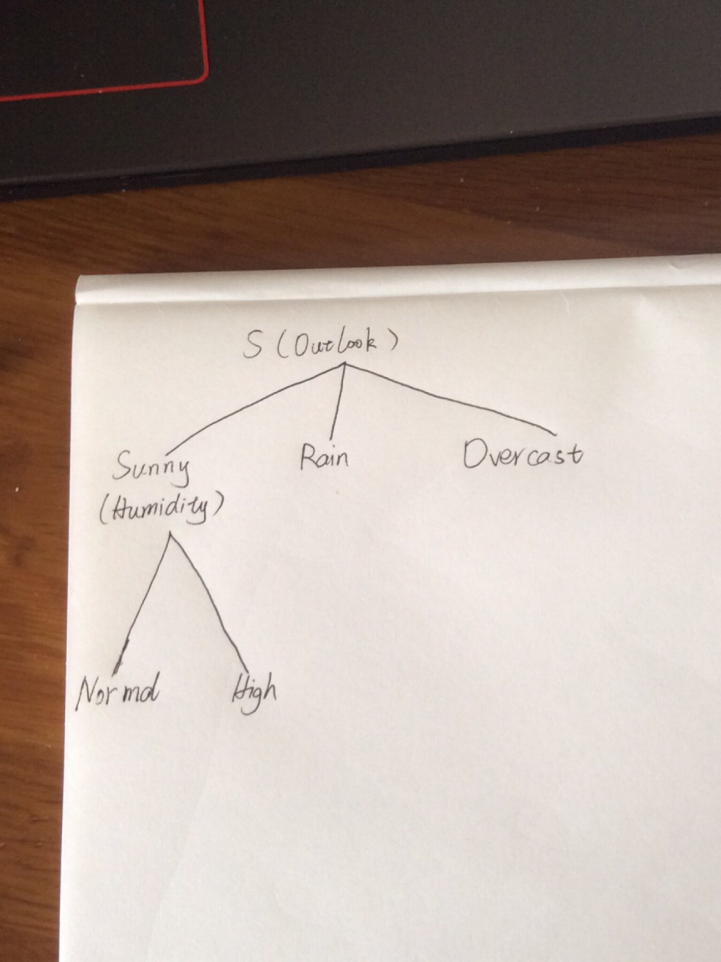 S (Outlook)
Sunny Rain Overcast
(Humidity)
Normal High